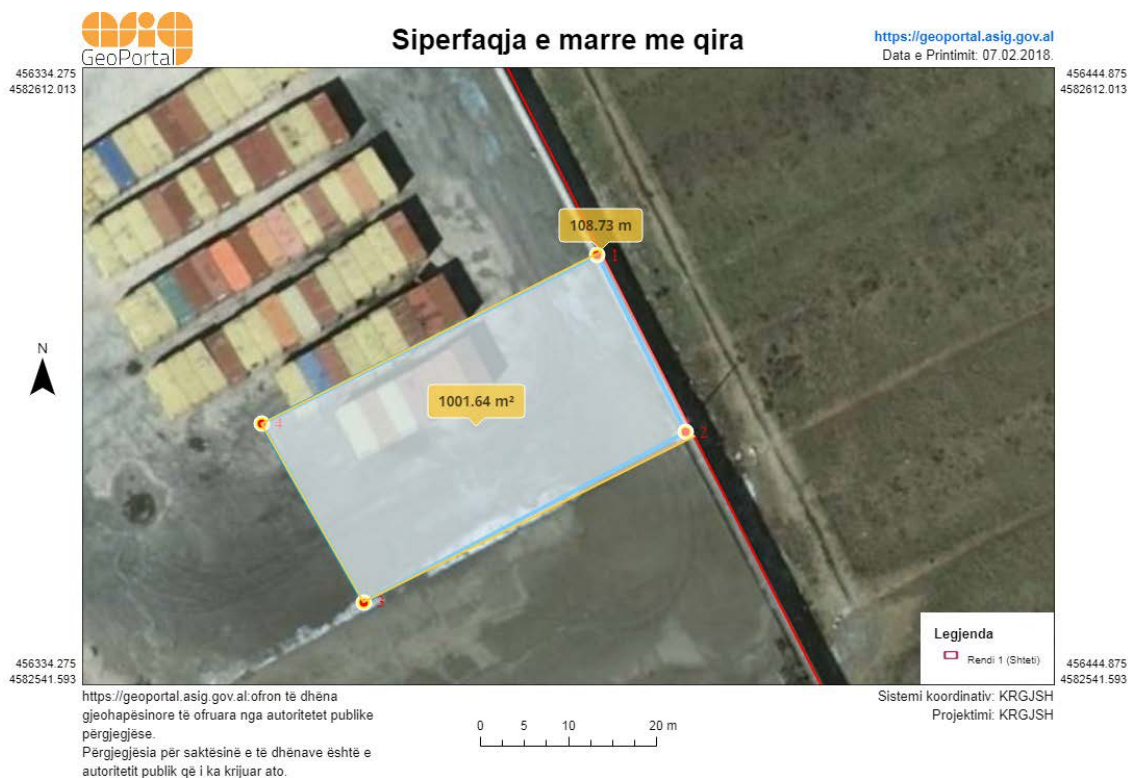 asig
GeoPortal
Siperfaqja e marre me qira
https://geoportal.asig.gov.al
Data e Printimit: 07.02.2018.
456334.275
4582612.013
456444.875
4582612.013
108.73 m
1
1001.64 m²
2
4
3
N
456334.275
4582541.593
456444.875
4582541.593
Legjenda
Rendi 1 (Shteti)
https://geoportal.asig.gov.al:ofron të dhëna
gjeohapësinore të ofruara nga autoritetet publike
përgjegjëse.
Përgjegjësia për saktësinë e të dhënave është e
autoritetit publik që i ka krijuar ato.
0 5 10 20 m
Sistemi koordinativ: KRGJSH
Projektimi: KRGJSH